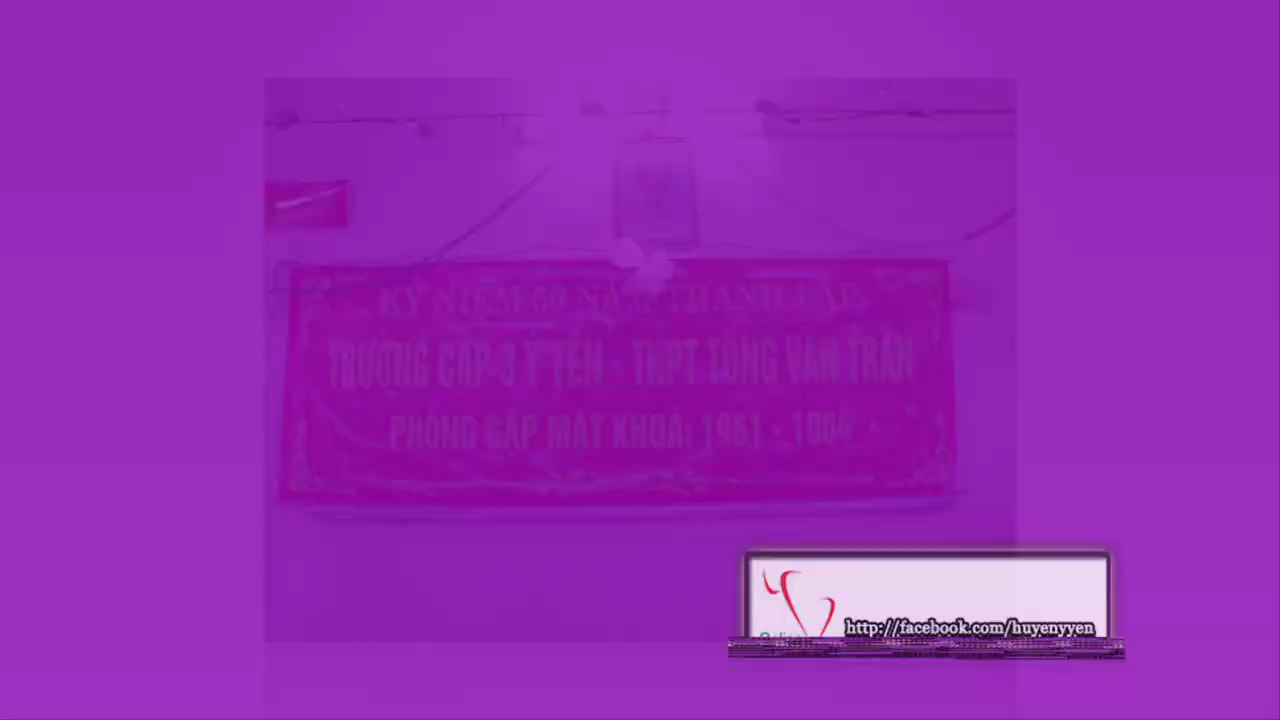 KỶ NIỆM 50 NĂM THÀNH LẬP
TRƯỜNG CẤP 3 Ý YÊN - THPT TỐNG VĂN TRÂN
PHÒNG GẶP MẶT KHÓA: 1961 - 1964
http://facebook.com/huyenyyen